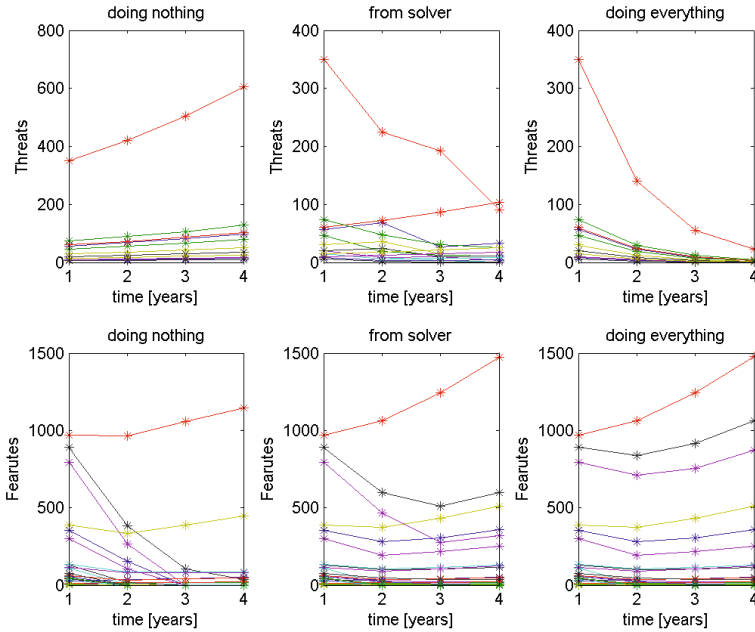 doing nothing
from solver
doing everything
800
600
400
200
0
Threats
1 2 3 4
time [years]
400
300
200
100
0
Threats
1 2 3 4
time [years]
400
300
200
100
0
Threats
1 2 3 4
time [years]
doing nothing
from solver
doing everything
1500
1000
500
0
Fearutes
1 2 3 4
time [years]
1500
1000
500
0
Fearutes
1 2 3 4
time [years]
1500
1000
500
0
Fearutes
1 2 3 4
time [years]